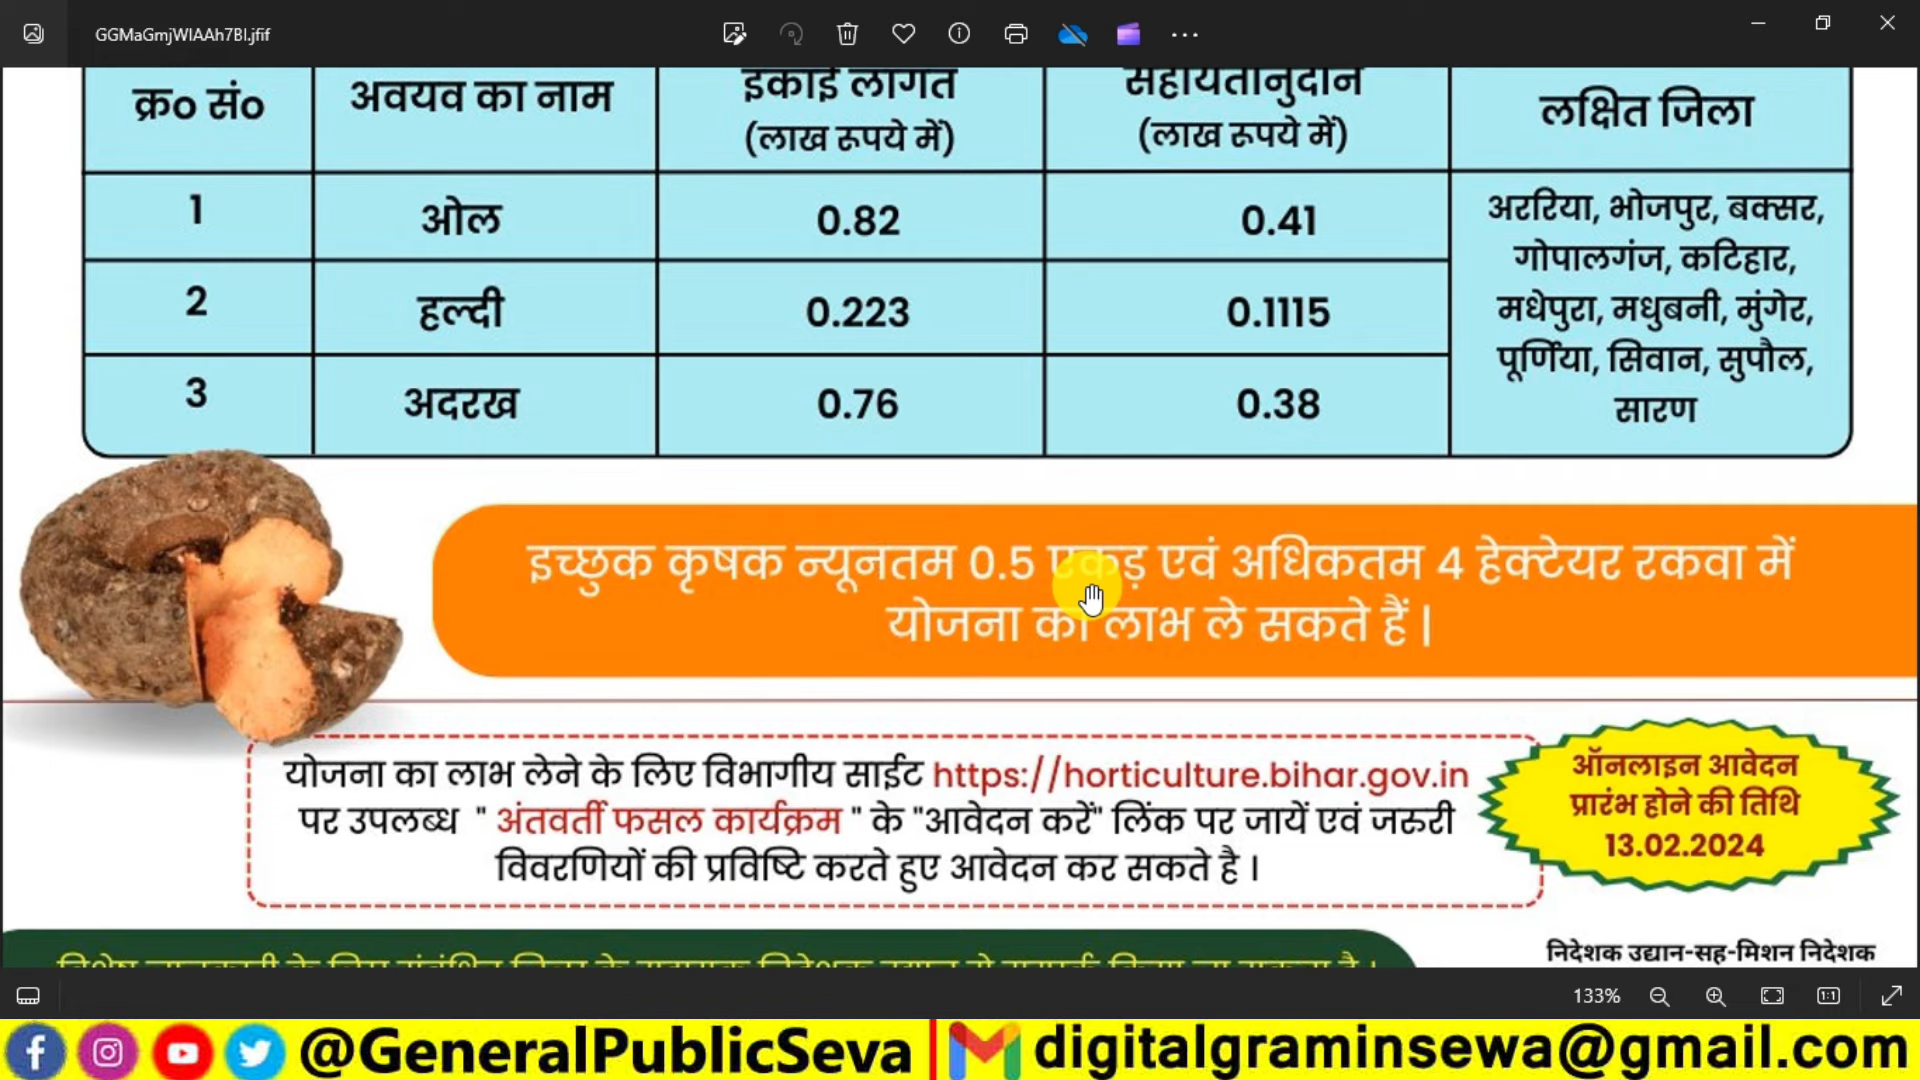 GGMaGmjWIAAh7Bl.jfif
क्र० सं०
अवयव का नाम
इकाई लागत
(लाख रूपये में)
सहायतानुदान
(लाख रूपये में)
लक्षित जिला
1
ओल
0.82
0.41
2
हल्दी
0.223
0.1115
3
अदरख
0.76
0.38
अररिया, भोजपुर, बक्सर,
गोपालगंज, कटिहार,
मधेपुरा, मधुबनी, मुंगेर,
पूर्णिया, सिवान, सुपौल,
सारण
इच्छुक कृषक न्यूनतम 0.5 एकड़ एवं अधिकतम 4 हेक्टेयर रकवा में
योजना का लाभ ले सकते हैं |
योजना का लाभ लेने के लिए विभागीय साईट https://horticulture.bihar.gov.in
पर उपलब्ध " अंतवर्ती फसल कार्यक्रम " के "आवेदन करें" लिंक पर जायें एवं जरुरी
विवरणियों की प्रविष्टि करते हुए आवेदन कर सकते है ।
ऑनलाइन आवेदन
प्रारंभ होने की तिथि
13.02.2024
निदेशक उद्यान-सह-मिशन निदेशक
133%
@GeneralPublicSeva
digitalgraminsewa@gmail.com